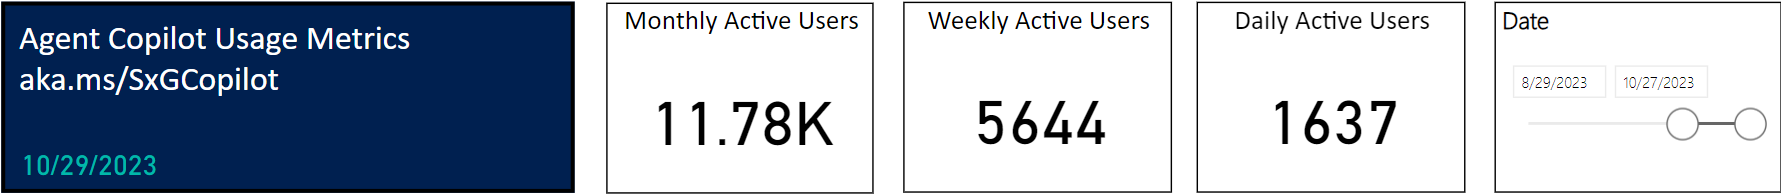 Agent Copilot Usage Metrics
aka.ms/SxGCopilot
10/29/2023
Monthly Active Users
11.78K
Weekly Active Users
5644
Daily Active Users
1637
Date
8/29/2023 10/27/2023